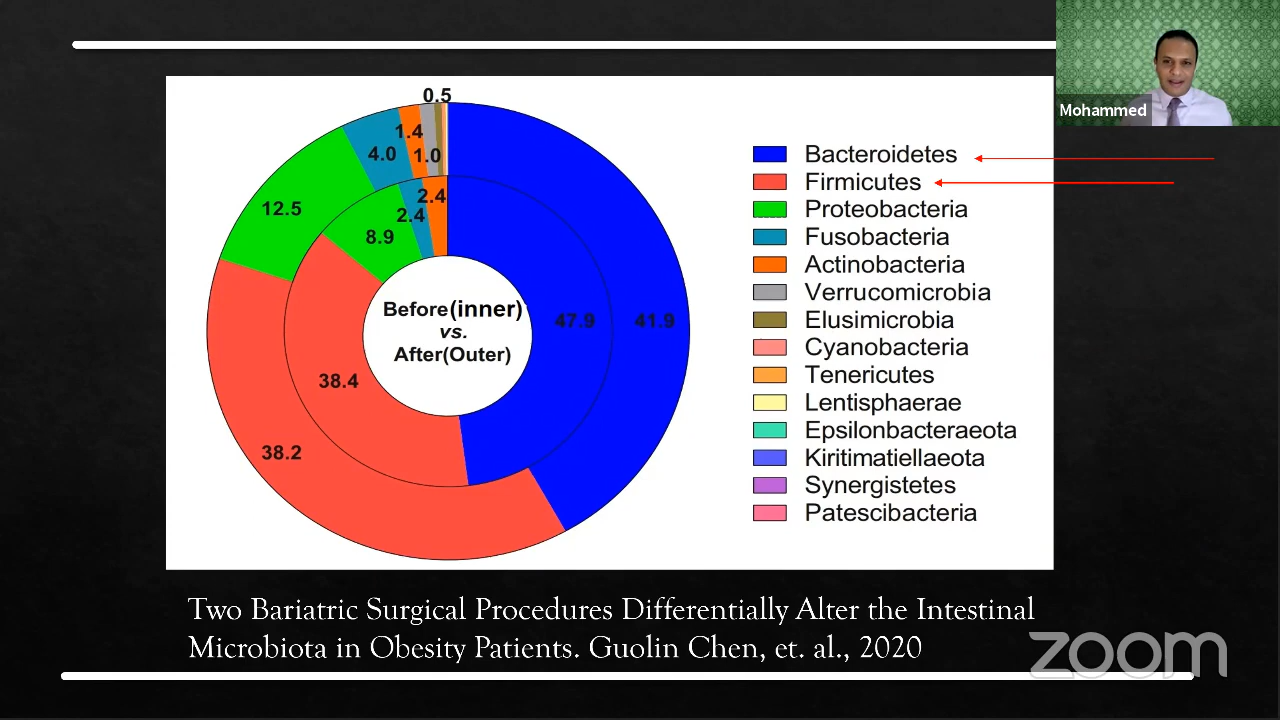 Mohammed
0.5
1.4
4.0
1.0
12.5
2.4
2.4
8.9
Before(inner)
vs.
After(Outer)
47.9
41.9
38.4
38.2
Bacteroidetes
Firmicutes
Proteobacteria
Fusobacteria
Actinobacteria
Verrucomicrobia
Elusimicrobia
Cyanobacteria
Tenericutes
Lentisphaerae
Epsilonbacteraeota
Kiritimatiellaeota
Synergistetes
Patescibacteria
Two Bariatric Surgical Procedures Differentially Alter the Intestinal
Microbiota in Obesity Patients. Guolin Chen, et. al., 2020
zoom